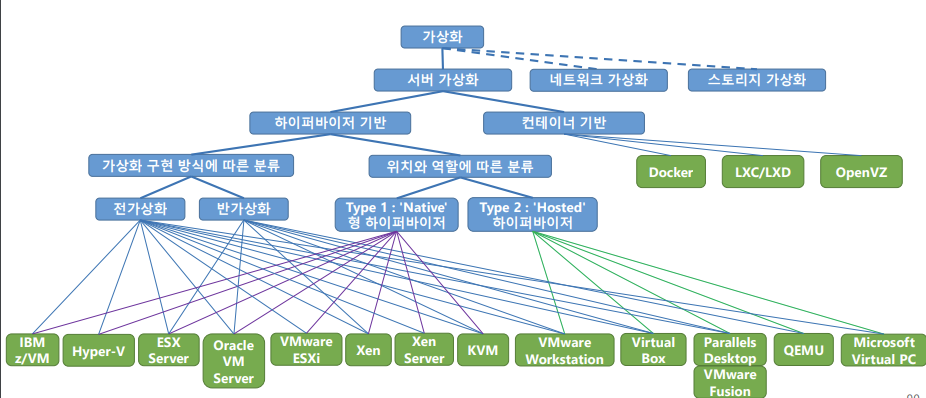 가상화
서버 가상화
네트워크 가상화
스토리지 가상화
하이퍼바이저 기반
컨테이너 기반
가상화 구현 방식에 따른 분류
위치와 역할에 따른 분류
Docker
LXC/LXD
OpenVZ
전가상화
반가상화
Type 1 : 'Native'
형 하이퍼바이저
Type 2 : 'Hosted'
하이퍼바이저
IBM
z/VM
Hyper-V
ESX
Server
Oracle
VM
Server
VMware
ESXi
Xen
Xen
Server
KVM
VMware
Workstation
Virtual
Box
Parallels
Desktop
VMware
Fusion
QEMU
Microsoft
Virtual PC